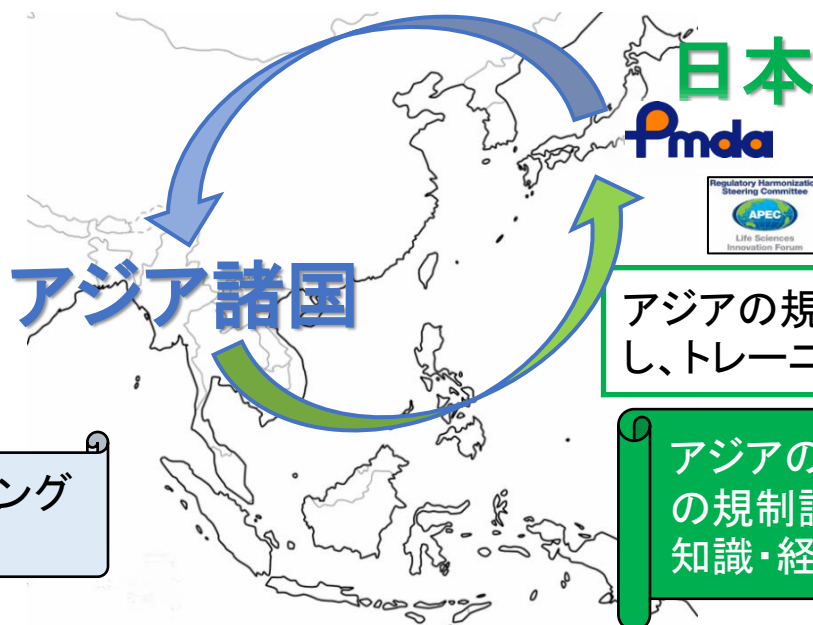 日本
Pmda
Regulatory Harmonization
Steering Committee
APEC
Life Sciences
Innovation Forum
アジア諸国
アジアの規
し、トレーニ
ング
アジアの
の規制
知識・経